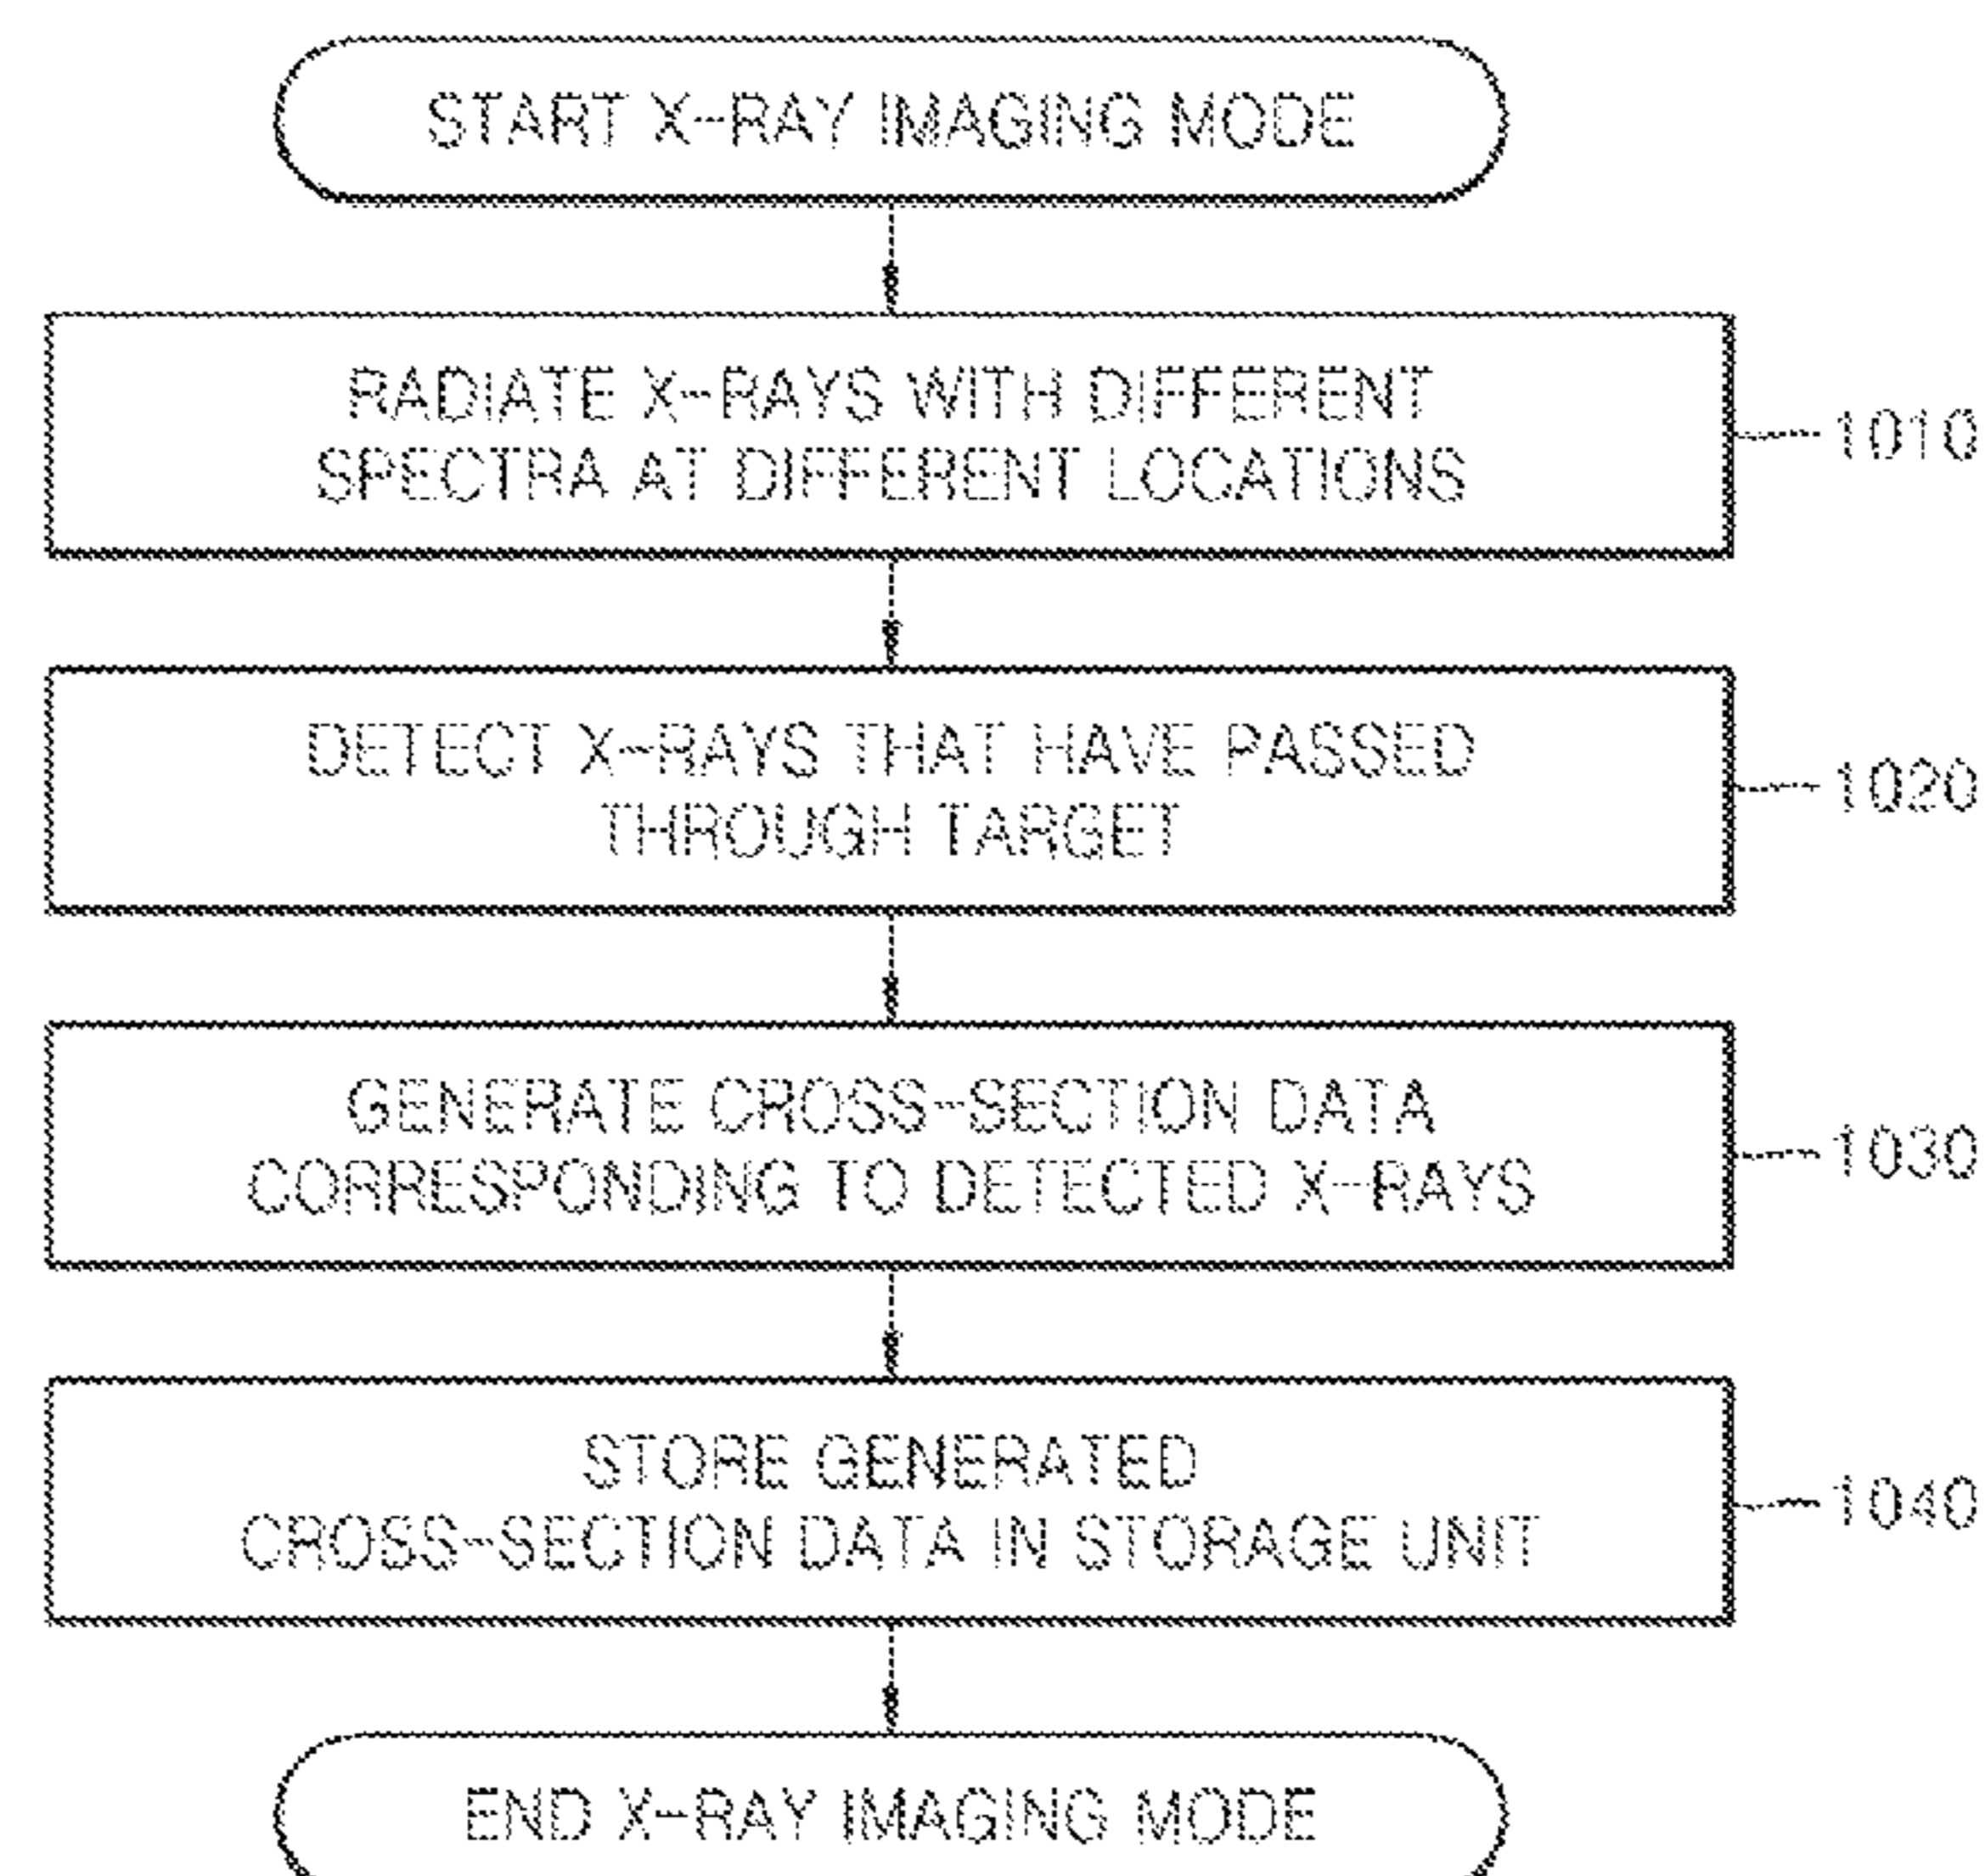 START X-RAY IMAGING MODE
RADIATE X-RAYS WITH DIFFERENT
SPECTRA AT DIFFERENT LOCATIONS
1010
DETECT X-RAYS THAT HAVE PASSED
THROUGH TARGET
1020
GENERATE CROSS-SECTION DATA
CORRESPONDING TO DETECTED X-RAYS
1030
STORE GENERATED
CROSS-SECTION DATA IN STORAGE UNIT
1040
END X-RAY IMAGING MODE